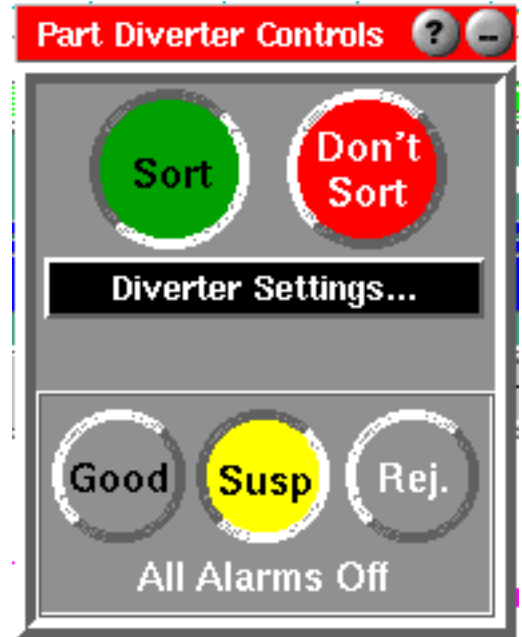 Part Diverter Controls ? --
Sort
Don't
Sort
Diverter Settings...
Good Susp Rej.
All Alarms Off